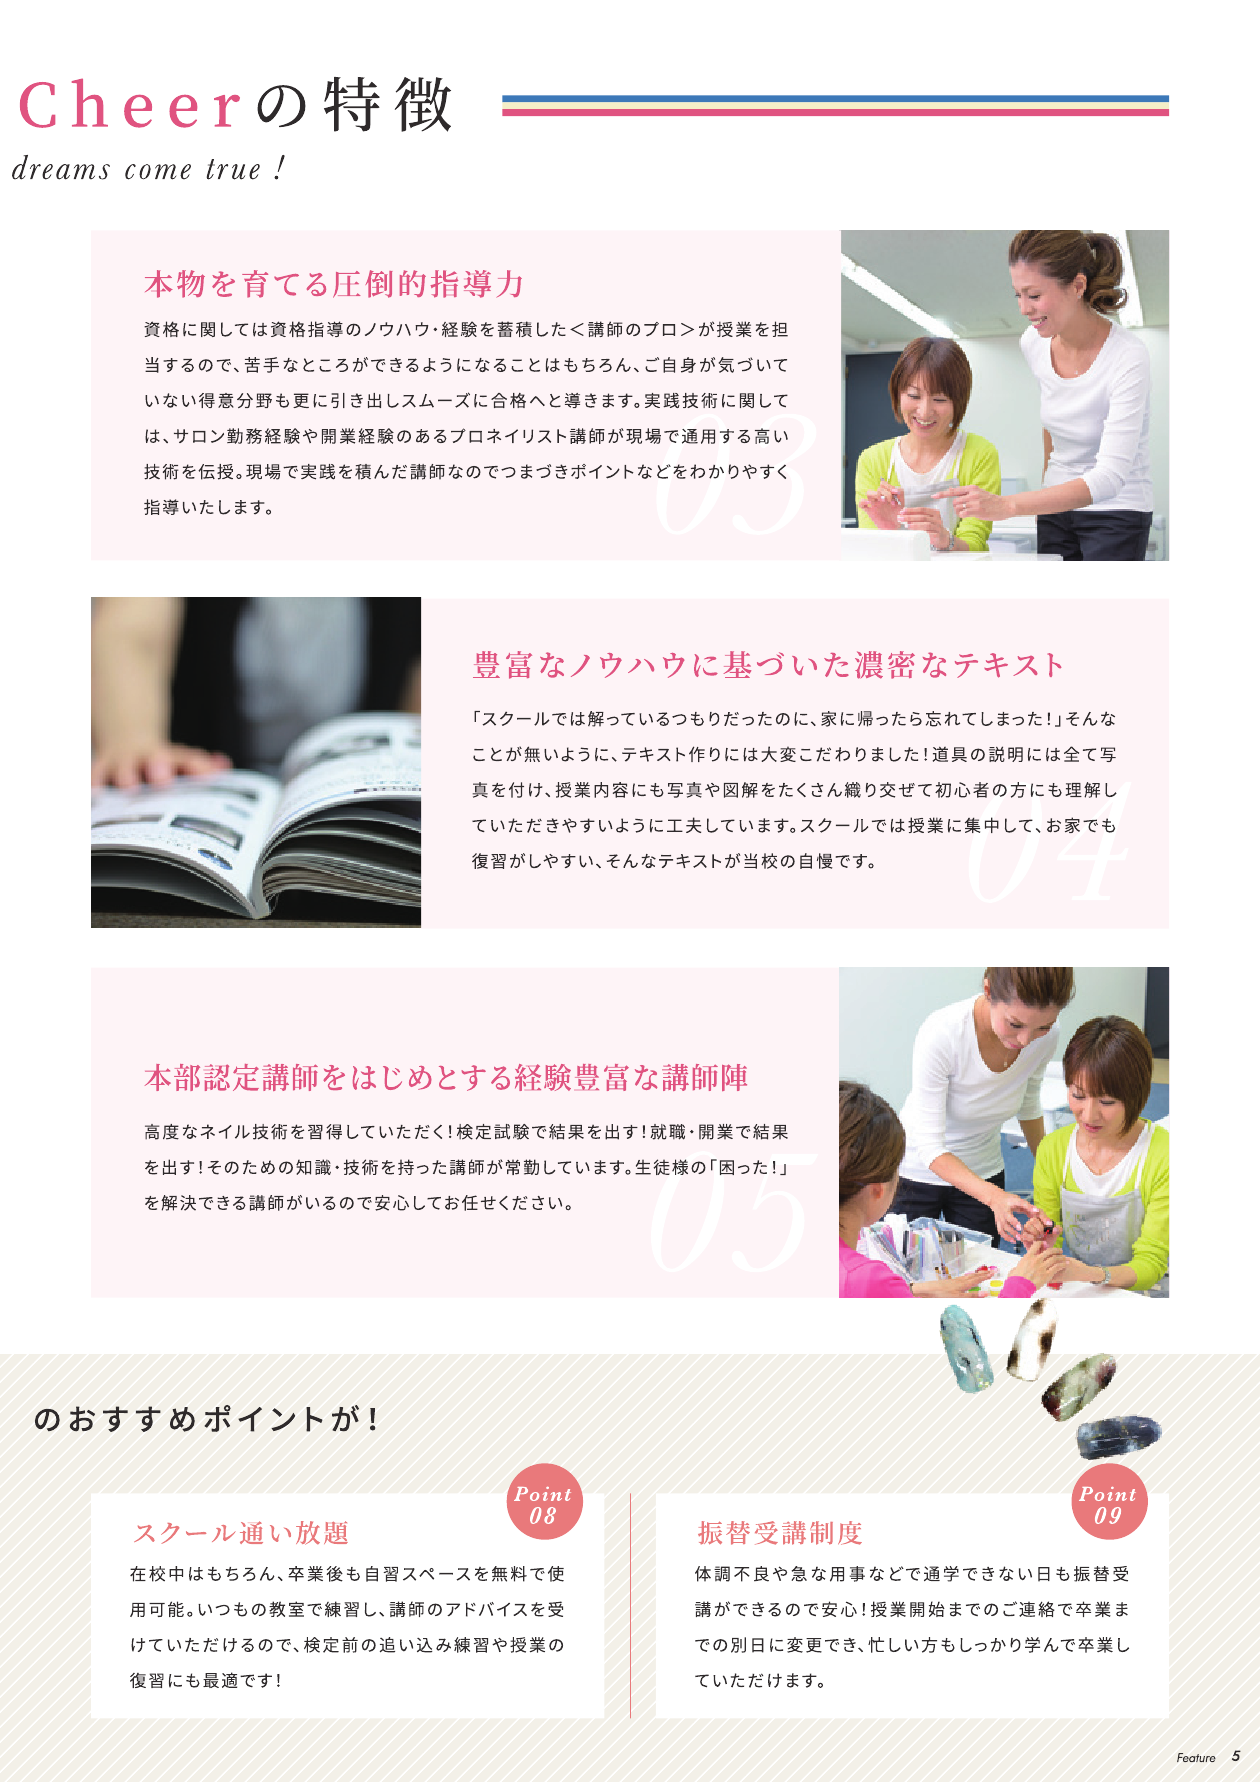 Cheerの特徴
dreams come true !
本物を育てる圧倒的指導力
資格に関しては資格指導のノウハウ・経験を蓄積した＜講師のプロ＞が授業を担
当するので、苦手なところができるようになることはもちろん、ご自身が気づいて
いない得意分野も更に引き出しスムーズに合格へと導きます。実践技術に関して
は、サロン勤務経験や開業経験のあるプロネイリスト講師が現場で通用する高い
技術を伝授。現場で実践を積んだ講師なのでつまづきポイントなどをわかりやすく
指導いたします。
03
豊富なノウハウに基づいた濃密なテキスト
「スクールでは解っているつもりだったのに、家に帰ったら忘れてしまった！」そんな
ことが無いように、テキスト作りには大変こだわりました！道具の説明には全て写
真を付け、授業内容にも写真や図解をたくさん織り交ぜて初心者の方にも理解し
ていただきやすいように工夫しています。スクールでは授業に集中して、お家でも
復習がしやすい、そんなテキストが当校の自慢です。
04
本部認定講師をはじめとする経験豊富な講師陣
高度なネイル技術を習得していただく！検定試験で結果を出す！就職・開業で結果
を出す！そのための知識・技術を持った講師が常勤しています。生徒様の「困った！」
を解決できる講師がいるので安心してお任せください。
05
のおすすめポイントが！
Point
08
スクール通い放題
在校中はもちろん、卒業後も自習スペースを無料で使
用可能。いつもの教室で練習し、講師のアドバイスを受
けていただけるので、検定前の追い込み練習や授業の
復習にも最適です！
Point
09
振替受講制度
体調不良や急な用事などで通学できない日も振替受
講ができるので安心！授業開始までのご連絡で卒業ま
での別日に変更でき、忙しい方もしっかり学んで卒業し
ていただけます。
Feature 5